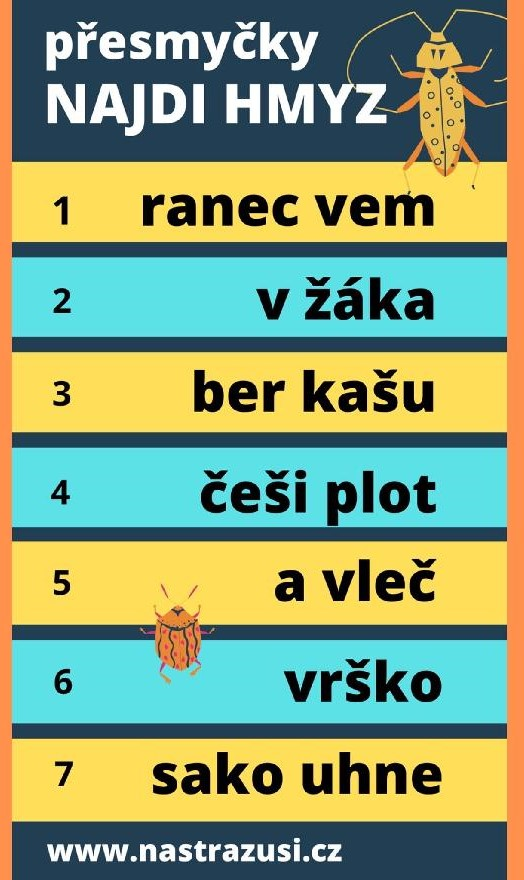 přesmyčky
NAJDI HMYZ
1 ranec vem
2 v žáka
3 ber kašu
4 češi plot
5 a vleč
6 vrško
7 sako uhne
www.nastrazusi.cz